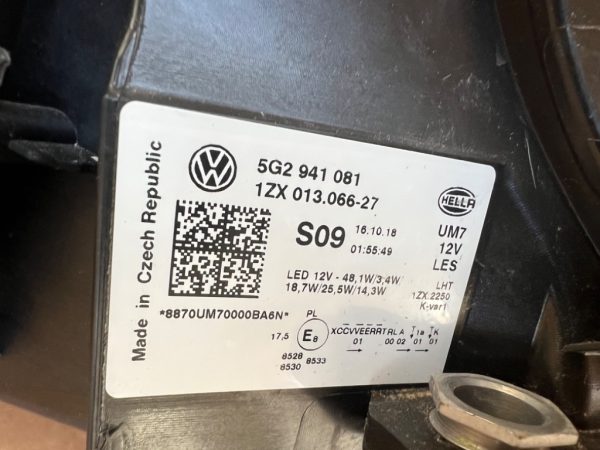 Made in Czech Republic
VW
5G2 941 081
1ZX 013.066-27
HELLA
S09
16.10.18
01:55:49
UM7
12V
LES
LED 12V - 48,1W/3,4W
18,7W/25,5W/14,3W
LHT
1ZX.2250
K-var1
*8870UM70000BA6N*
PL
17,5
E8
XCCVVEERRTRLA T1a TK
01 00 02 01 01
8528 8533
8530